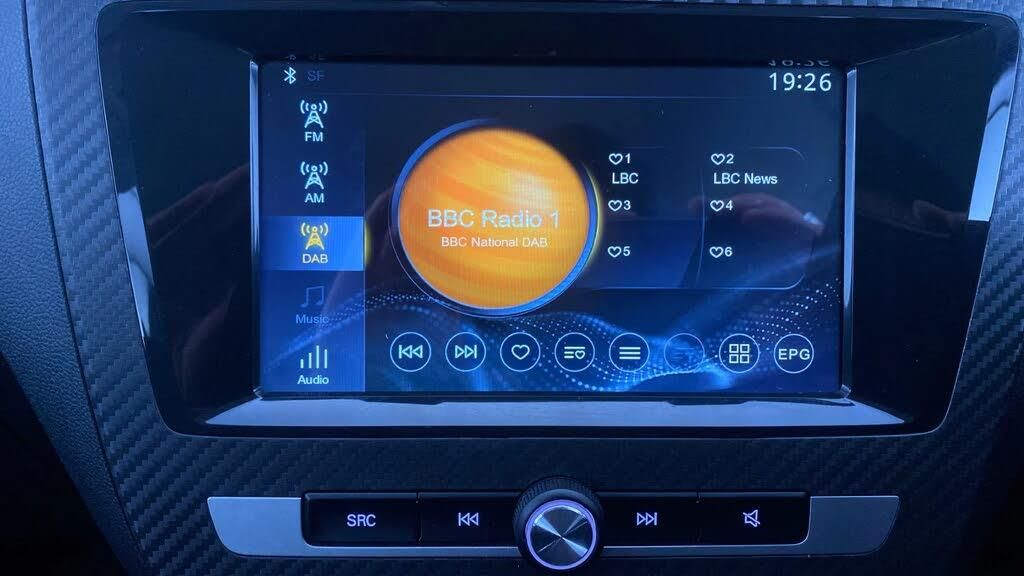 SF
19:26
FM
AM
DAB
Music
Audio
BBC Radio 1
BBC National DAB
1
LBC
2
LBC News
3
4
5
6
EPG
SRC